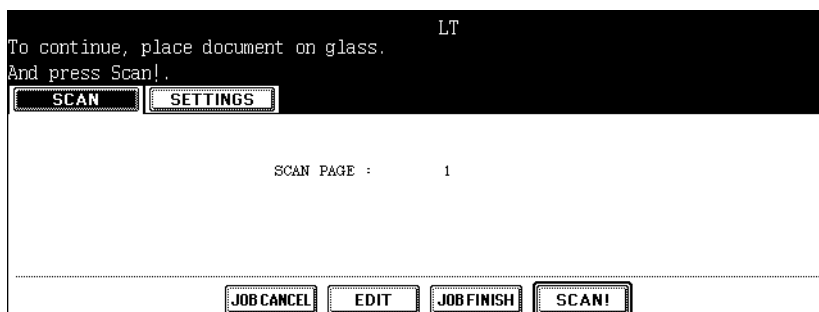 LT
To continue, place document on glass.
And press Scan!.
SCAN SETTINGS
SCAN PAGE : 1
JOB CANCEL EDIT JOB FINISH SCAN!